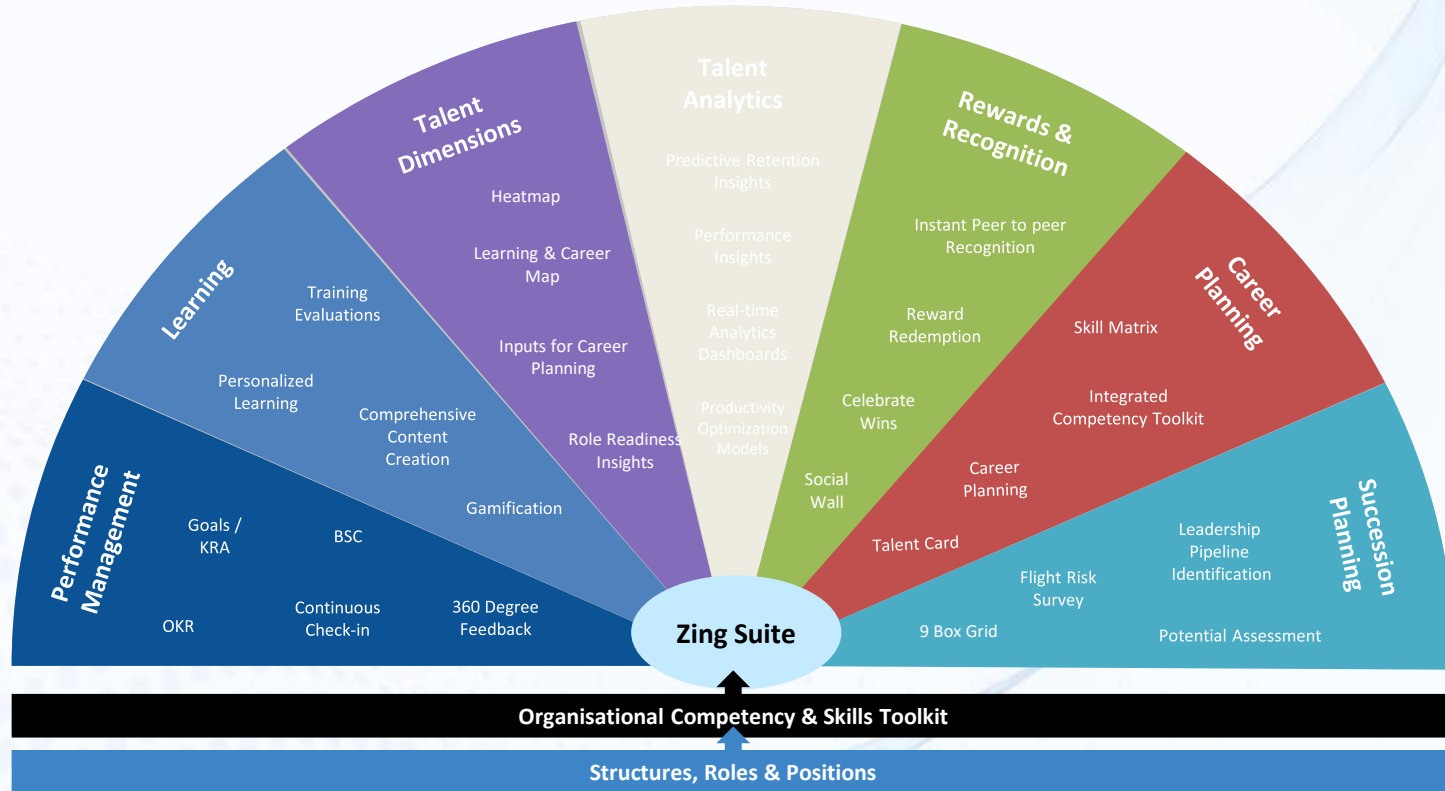 Performance
Management
Goals /
KRA
BSC
OKR
Continuous
Check-in
360 Degree
Feedback
Learning
Training
Evaluations
Personalized
Learning
Comprehensive
Content
Creation
Gamification
Talent
Dimensions
Heatmap
Learning & Career
Map
Inputs for Career
Planning
Role Readiness
Insights
Talent
Analytics
Predictive Retention
Insights
Performance
Insights
Real-time
Analytics
Dashboards
Productivity
Optimization
Models
Rewards &
Recognition
Instant Peer to peer
Recognition
Reward
Redemption
Celebrate
Wins
Social
Wall
Career
Planning
Skill Matrix
Integrated
Competency Toolkit
Career
Planning
Talent Card
Succession
Planning
Leadership
Pipeline
Identification
Flight Risk
Survey
9 Box Grid
Potential Assessment
Zing Suite
Organisational Competency & Skills Toolkit
Structures, Roles & Positions